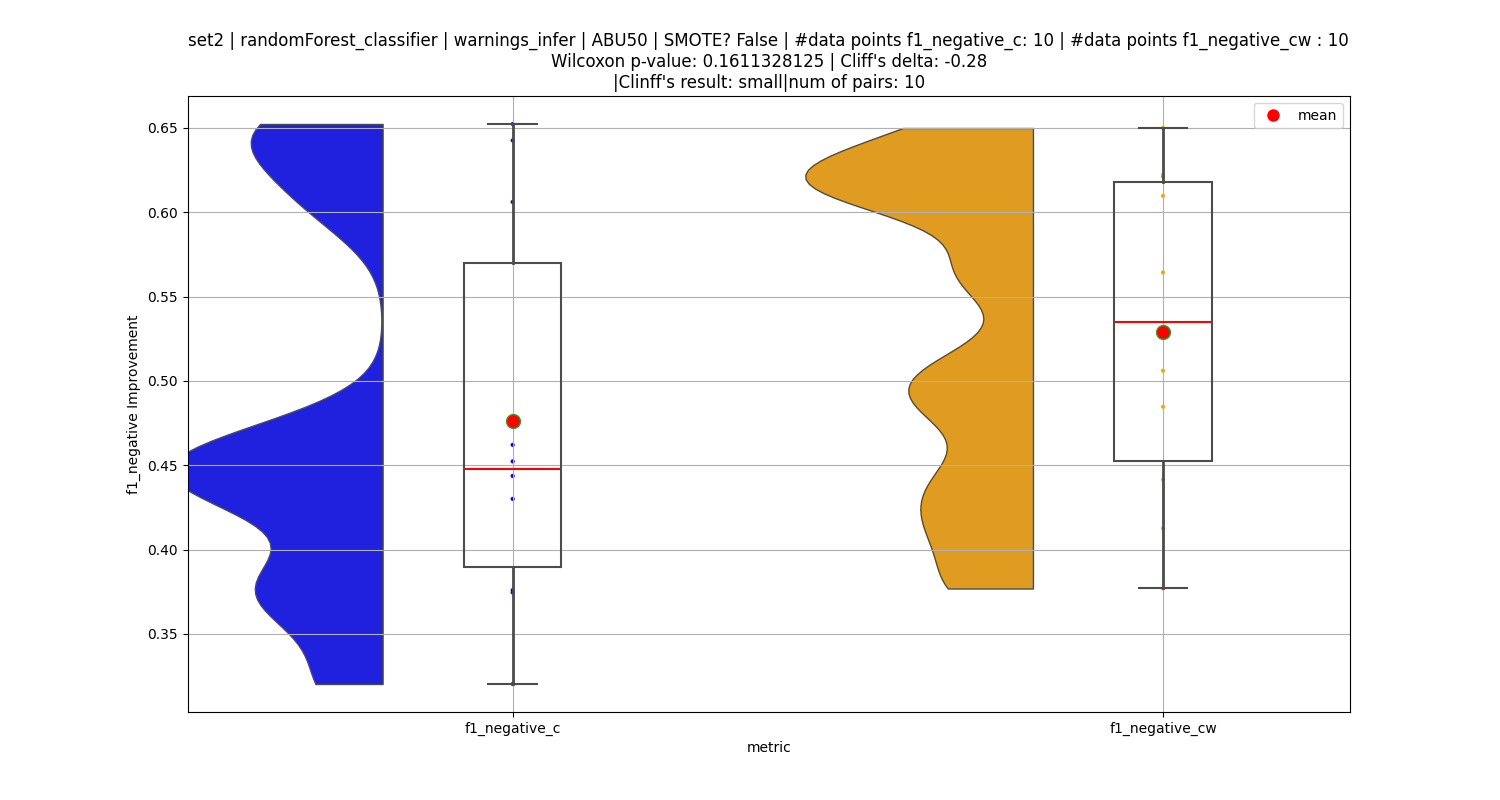 set2 | randomForest_classifier | warnings_infer | ABU50 | SMOTE? False | #data points f1_negative_c: 10 | #data points f1_negative_cw : 10
Wilcoxon p-value: 0.1611328125 | Cliff's delta: -0.28
|Clinff's result: small|num of pairs: 10
mean
0.65
0.60
0.55
0.50
0.45
0.40
0.35
f1_negative Improvement
f1_negative_c
f1_negative_cw
metric